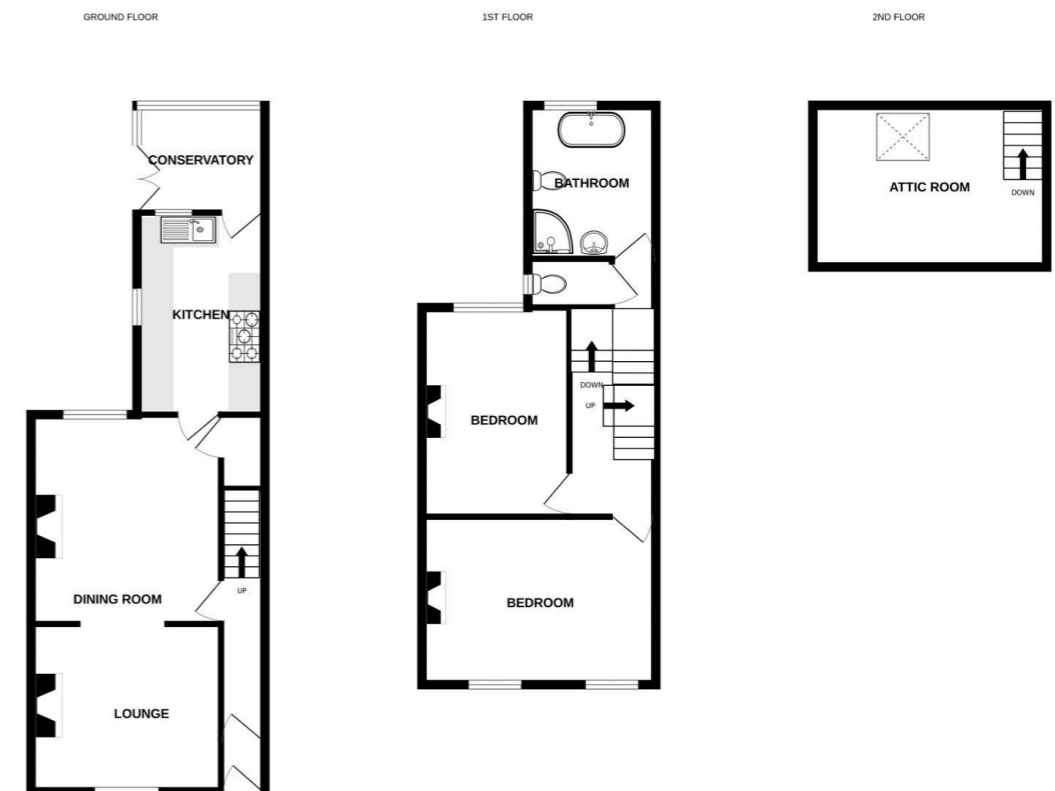 GROUND FLOOR
CONSERVATORY
KITCHEN
UP
DINING ROOM
LOUNGE
1ST FLOOR
BATHROOM
DOWN
UP
BEDROOM
BEDROOM
2ND FLOOR
ATTIC ROOM
DOWN